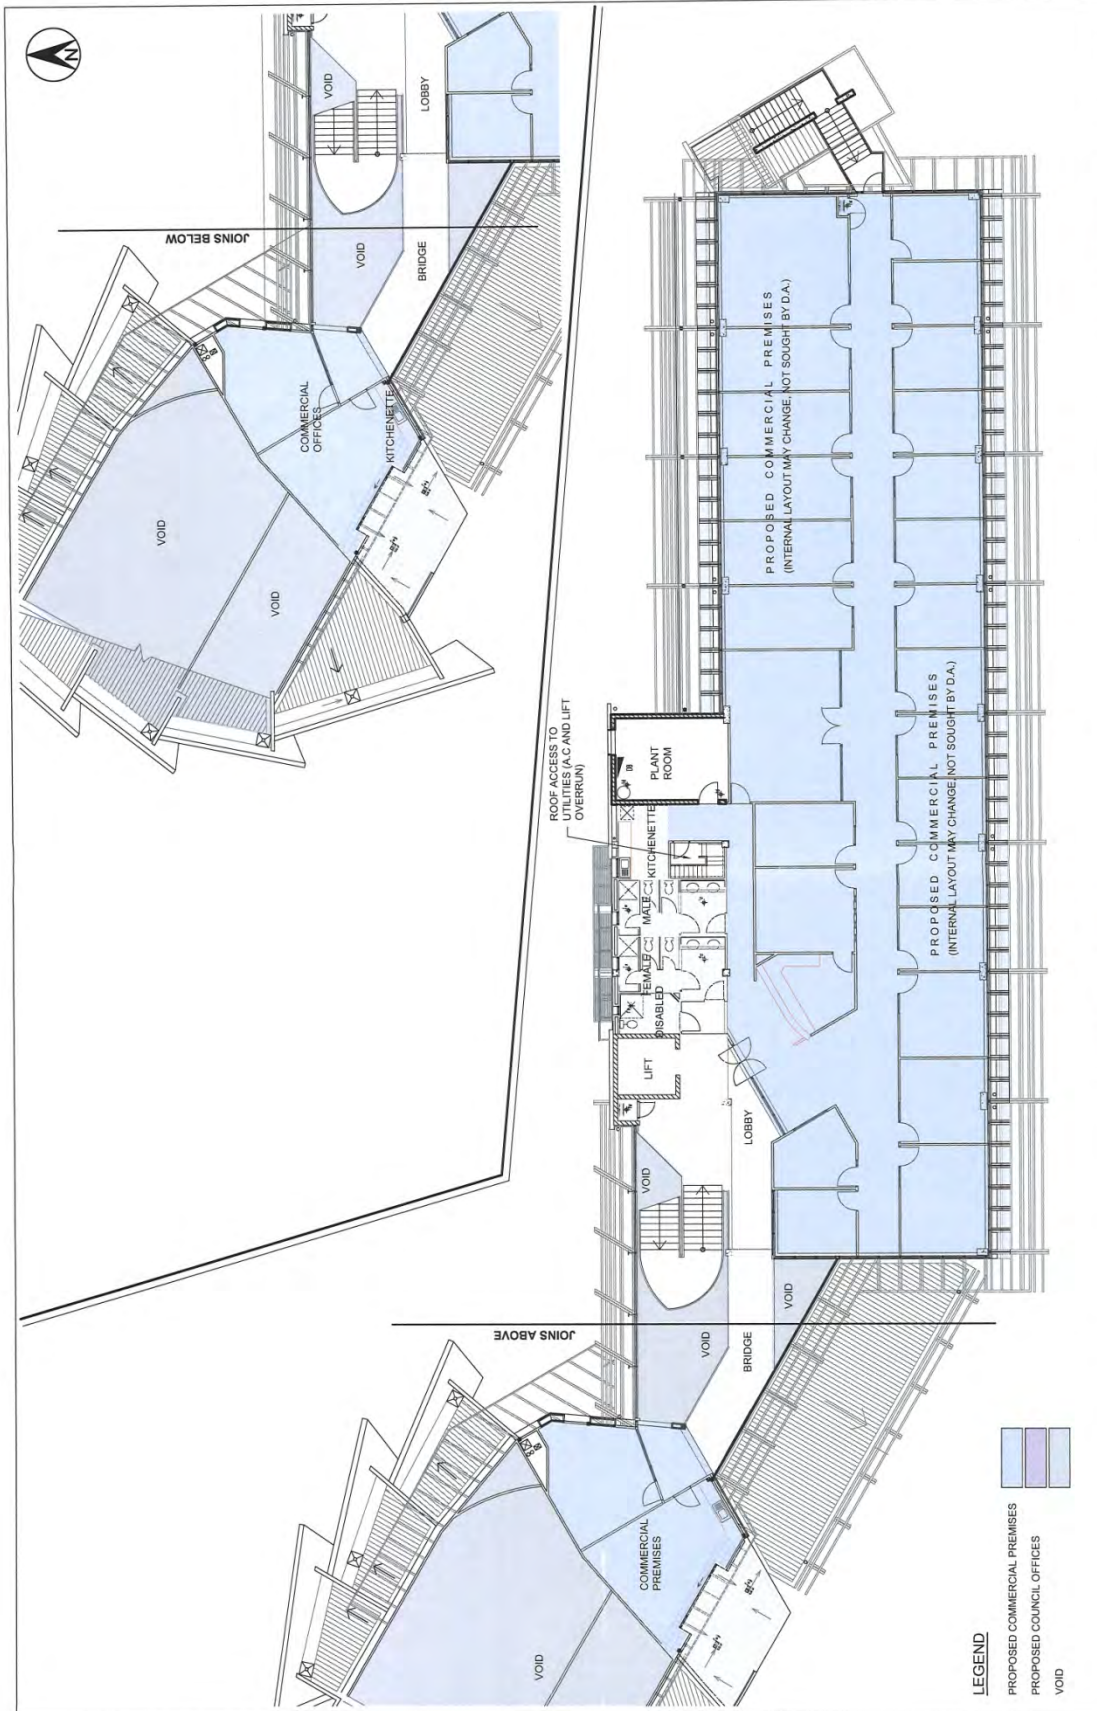 N
VOID
LOBBY
JOINS BELOW
VOID
BRIDGE
COMMERCIAL
OFFICES
KITCHENETTE
VOID
VOID
PROPOSED COMMERCIAL PREMISES
(INTERNAL LAYOUT MAY CHANGE, NOT SOUGHT BY D.A.)
ROOF ACCESS TO
UTILITIES (A.C AND LIFT
OVERRUN)
PLANT
ROOM
KITCHENETTE
MALE
FEMALE
DISABLED
LIFT
LOBBY
PROPOSED COMMERCIAL PREMISES
(INTERNAL LAYOUT MAY CHANGE, NOT SOUGHT BY D.A.)
VOID
JOINS ABOVE
VOID
BRIDGE
VOID
COMMERCIAL
PREMISES
VOID
LEGEND
PROPOSED COMMERCIAL PREMISES
PROPOSED COUNCIL OFFICES
VOID